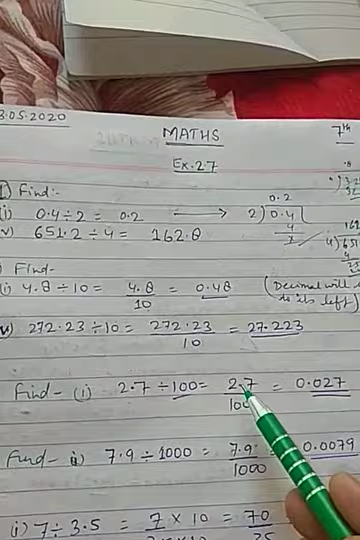 3.05.2020
MATHS 7th
Ex. 2.7
Find:-
(i) 0.4 ÷ 2 = 0.2 → 2) 0.4 ( 0.2
4
651.2 ÷ 4 = 162.8
Find-
(i) 4.8 ÷ 10 = 4.8/10 = 0.48 (Decimal will
to its left)
(v) 272.23 ÷ 10 = 272.23/10 = 27.223
Find- (i) 2.7 ÷ 100 = 2.7/100 = 0.027
Find- (i) 7.9 ÷ 1000 = 7.9/1000 = 0.0079
(i) 7 ÷ 3.5 = 7 × 10 = 70